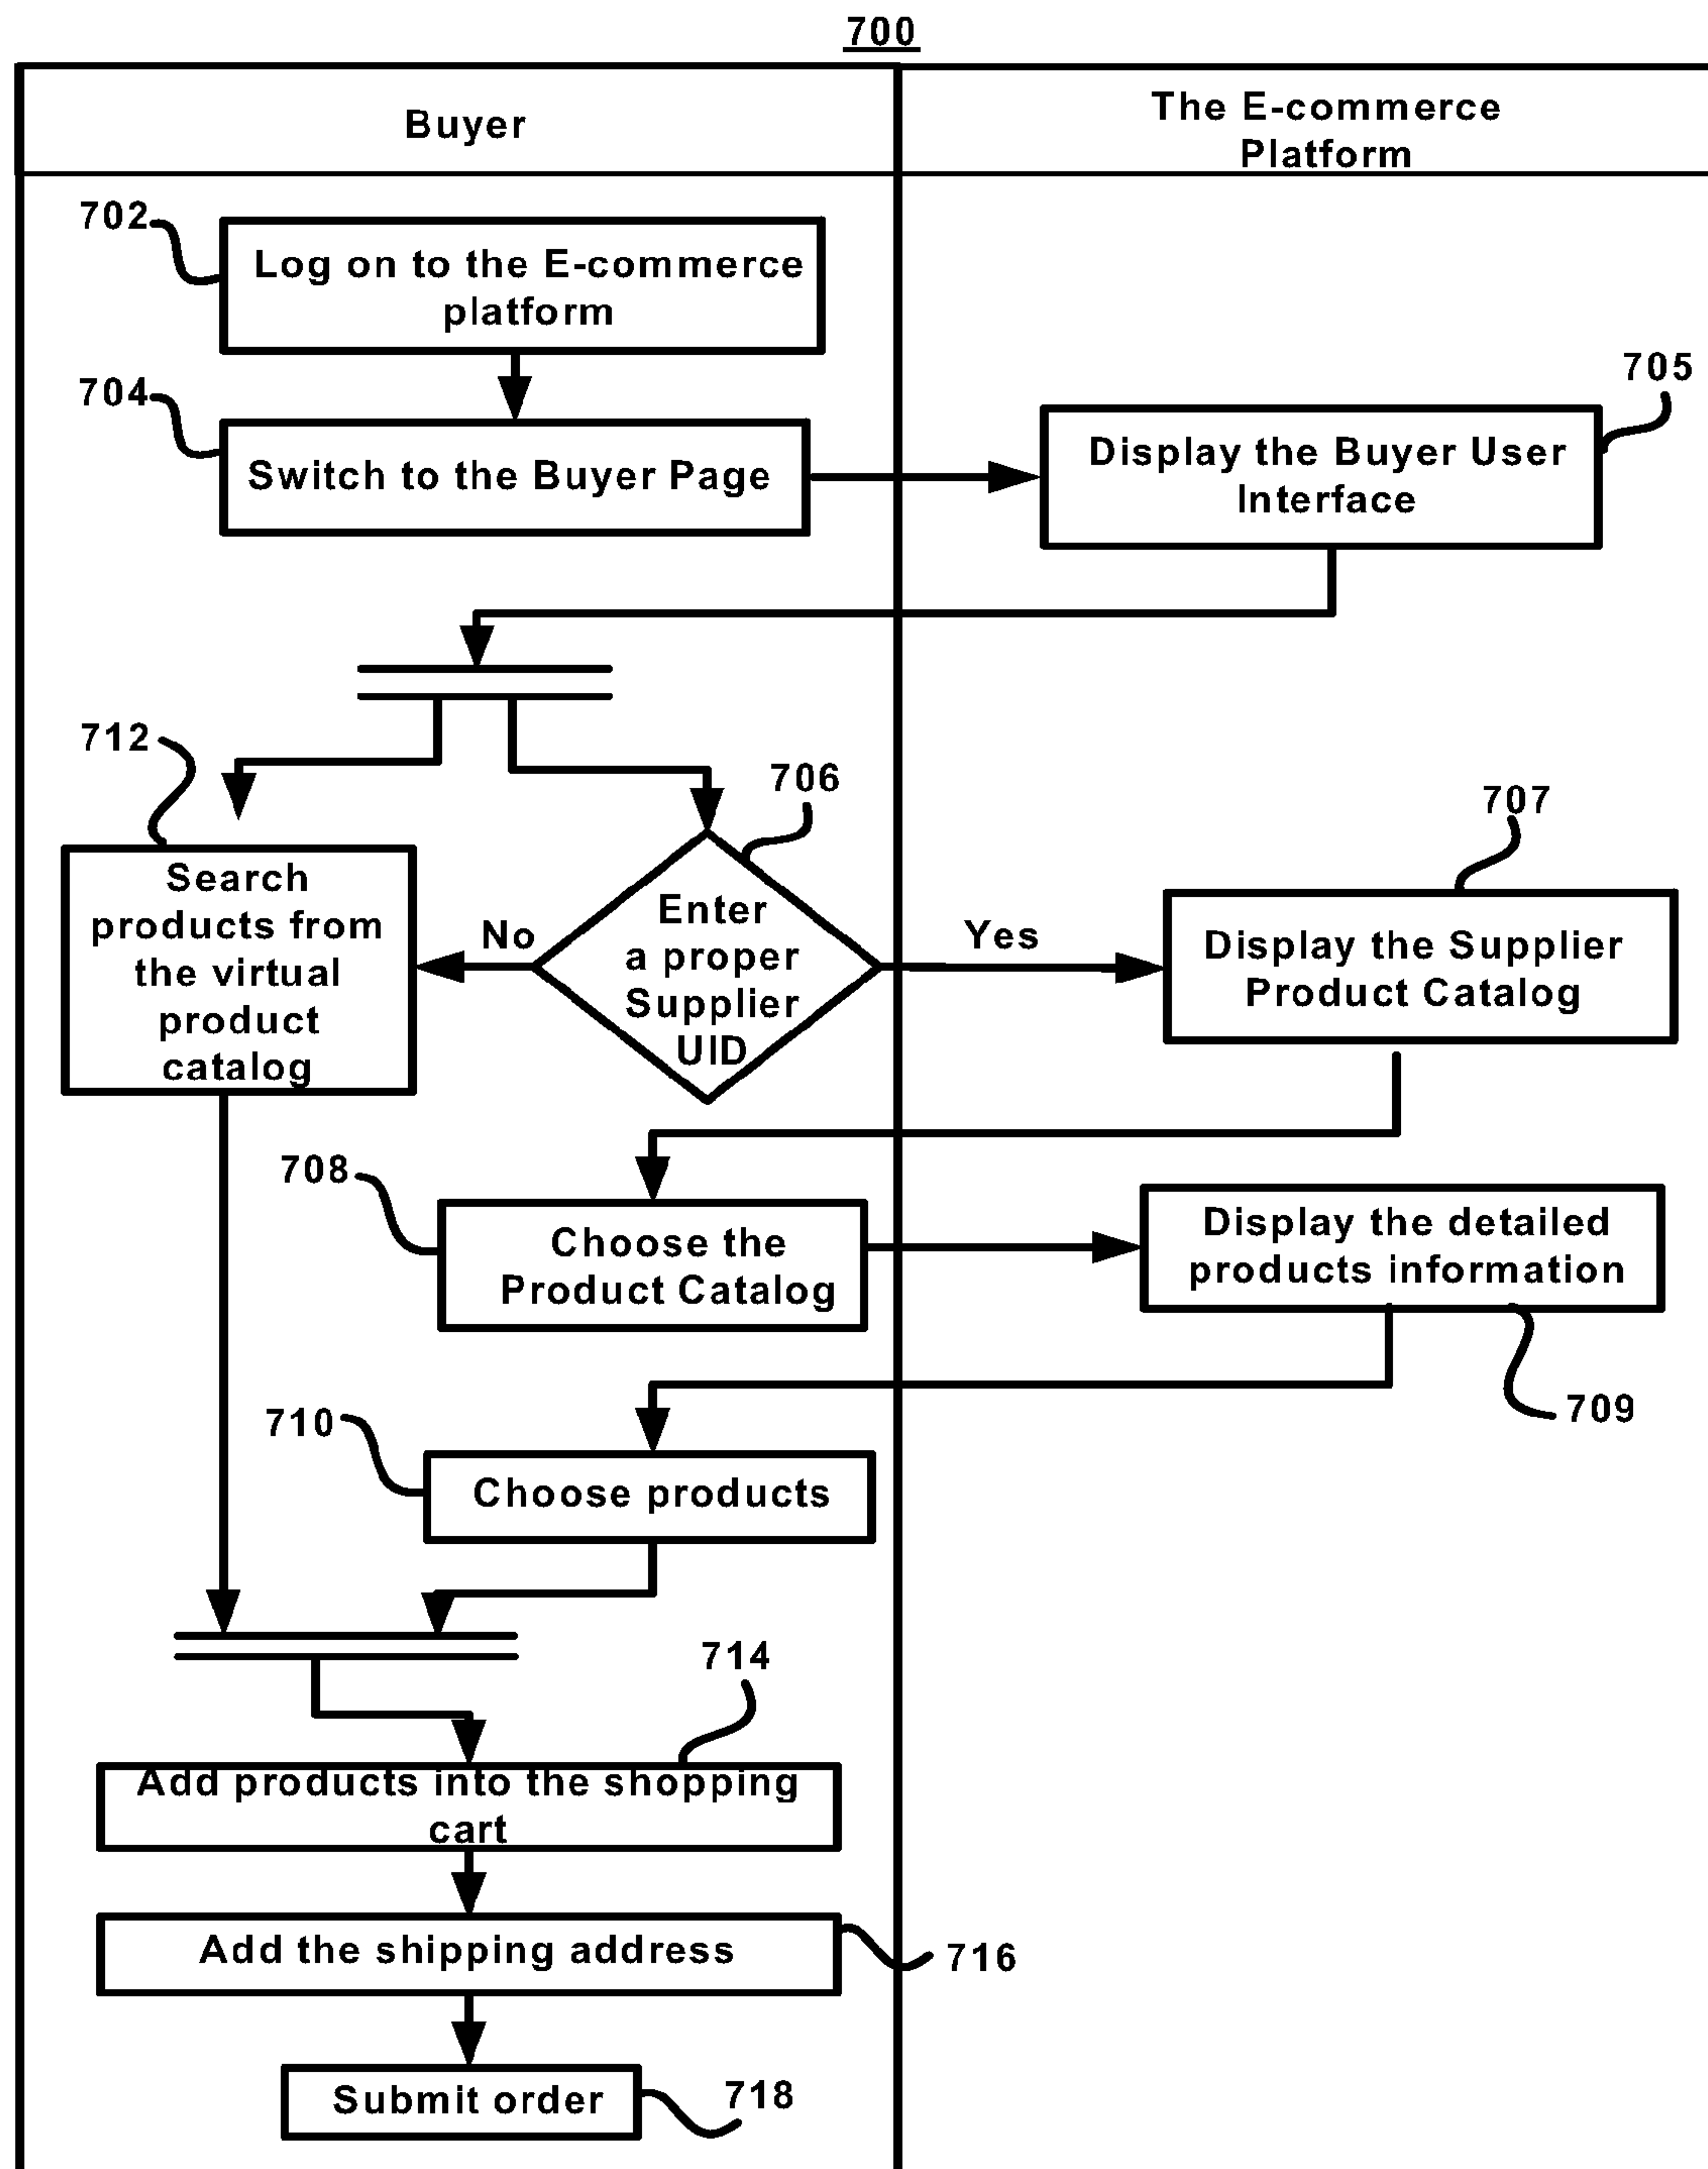 700
Buyer
The E-commerce
Platform
702
Log on to the E-commerce
platform
704
Switch to the Buyer Page
705
Display the Buyer User
Interface
712
706
707
Search
products from
the virtual
product
catalog
No
Enter
a proper
Supplier
UID
Yes
Display the Supplier
Product Catalog
708
Choose the
Product Catalog
Display the detailed
products information
709
710
Choose products
714
Add products into the shopping
cart
Add the shipping address
716
Submit order
718